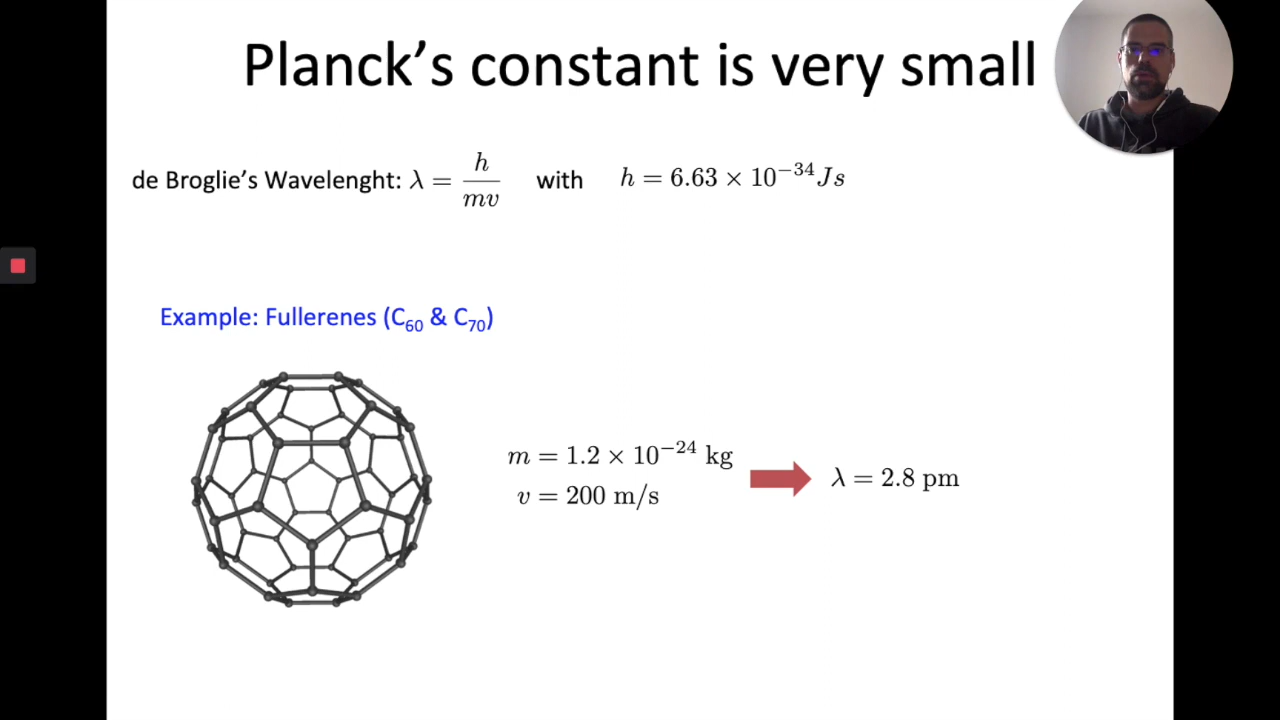 Planck's constant is very small
de Broglie's Wavelenght: λ = h/mv with h = 6.63 × 10⁻³⁴ Js
Example: Fullerenes (C₆₀ & C₇₀)
m = 1.2 × 10⁻²⁴ kg
v = 200 m/s
λ = 2.8 pm